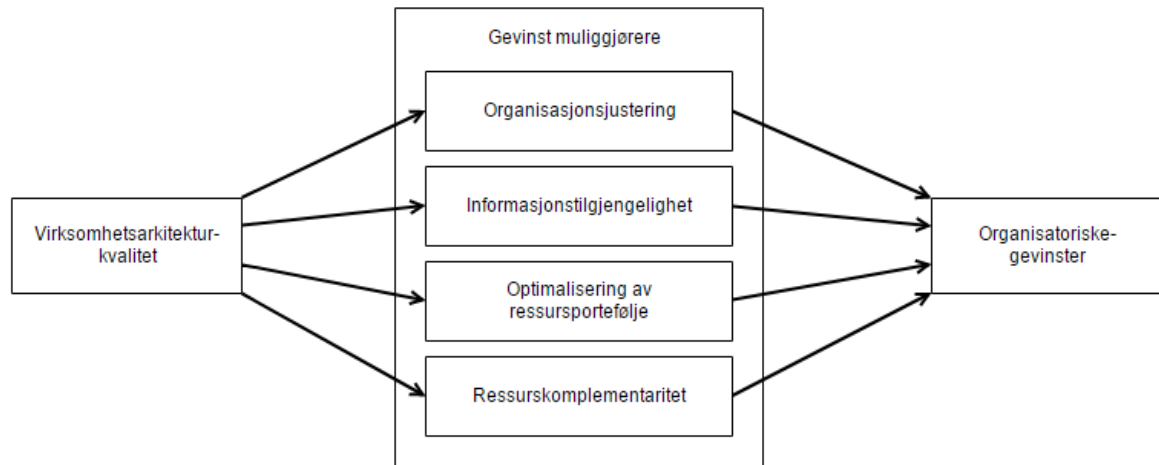 Gevinst muliggjørere
Organisasjonsjustering
Virksomhetsarkitektur-
kvalitet
Informasjonstilgjengelighet
Optimalisering av
ressursportefølje
Ressurskomplementaritet
Organisatoriske-
gevinster